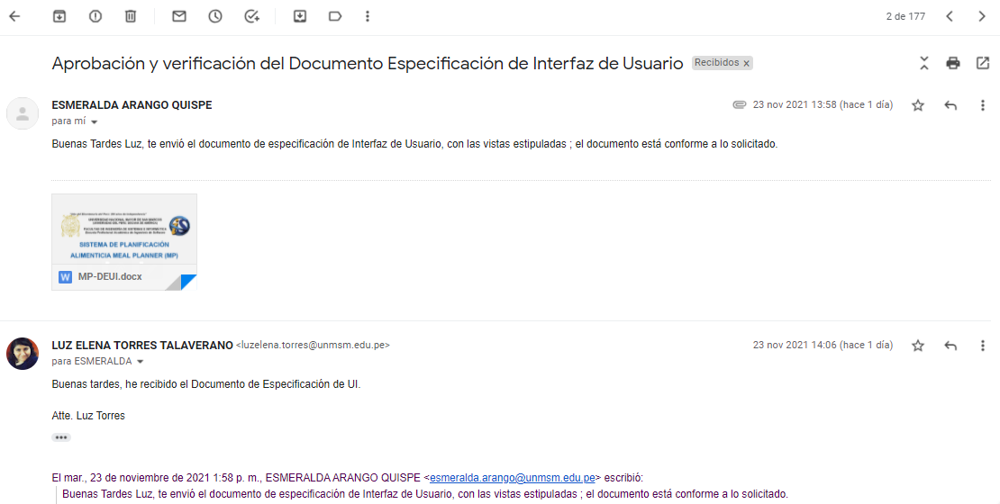 2 de 177
Aprobación y verificación del Documento Especificación de Interfaz de Usuario Recibidos x
ESMERALDA ARANGO QUISPE 23 nov 2021 13:58 (hace 1 día)
para mí
Buenas Tardes Luz, te envió el documento de especificación de Interfaz de Usuario, con las vistas estipuladas ; el documento está conforme a lo solicitado.
UNIVERSIDAD NACIONAL MAYOR DE SAN MARCOS
SISTEMA DE PLANIFICACIÓN
ALIMENTICIA MEAL PLANNER (MP)
W MP-DEUI.docx
LUZ ELENA TORRES TALAVERANO <luzelena.torres@unmsm.edu.pe> 23 nov 2021 14:06 (hace 1 día)
para ESMERALDA
Buenas tardes, he recibido el Documento de Especificación de UI.
Atte. Luz Torres
El mar., 23 de noviembre de 2021 1:58 p. m., ESMERALDA ARANGO QUISPE <esmeralda.arango@unmsm.edu.pe> escribió:
Buenas Tardes Luz, te envió el documento de especificación de Interfaz de Usuario, con las vistas estipuladas ; el documento está conforme a lo solicitado.